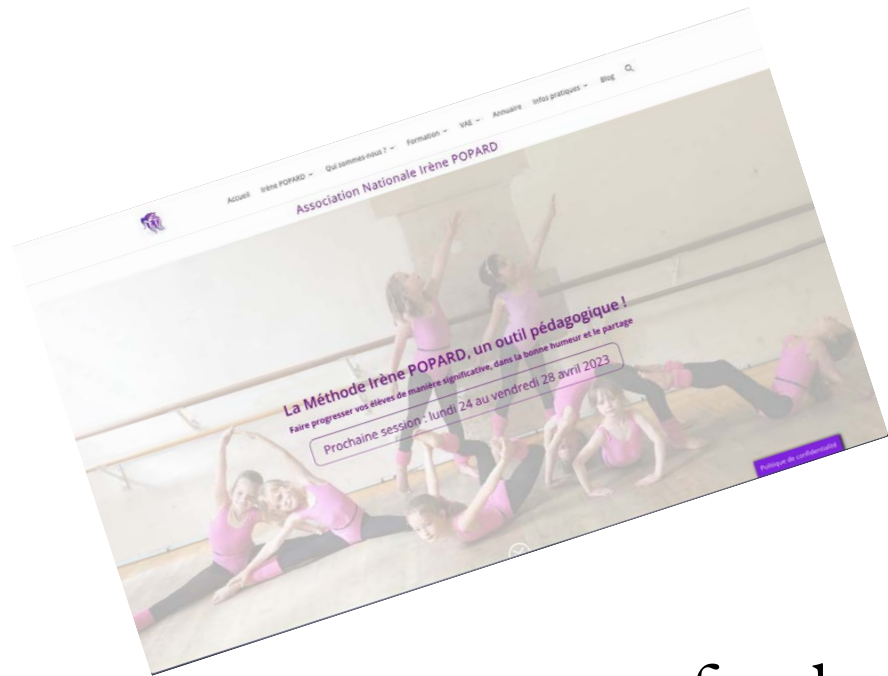 Accueil Irène POPARD Qui sommes-nous ? Formation VAE Annuaire Infos pratiques Blog
Association Nationale Irène POPARD
La Méthode Irène POPARD, un outil pédagogique !
Faire progresser vos élèves de manière significative, dans la bonne humeur et le partage
Prochaine session : lundi 24 au vendredi 28 avril 2023
Politique de confidentialité